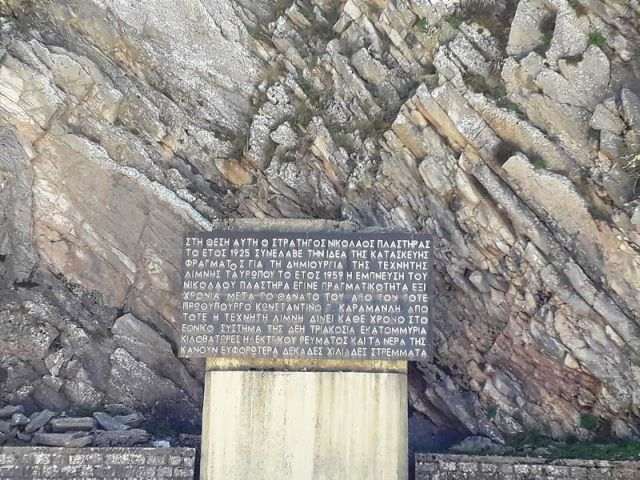 ΣΤΗ ΘΕΣΗ ΑΥΤΗ Ο ΣΤΡΑΤΗΓΟΣ ΝΙΚΟΛΑΟΣ ΠΛΑΣΤΗΡΑΣ
ΤΟ ΕΤΟΣ 1925 ΣΥΝΕΛΑΒΕ ΤΗΝ ΙΔΕΑ ΤΗΣ ΚΑΤΑΣΚΕΥΗΣ
ΦΡΑΓΜΑΤΟΣ ΓΙΑ ΤΗ ΔΗΜΙΟΥΡΓΙΑ ΤΗΣ ΤΕΧΝΗΤΗΣ
ΛΙΜΝΗΣ ΤΑΥΡΩΠΟΥ ΤΟ ΕΤΟΣ 1959 Η ΕΜΠΝΕΥΣΗ ΤΟΥ
ΝΙΚΟΛΑΟΥ ΠΛΑΣΤΗΡΑ ΕΓΙΝΕ ΠΡΑΓΜΑΤΙΚΟΤΗΤΑ ΕΞΙ
ΧΡΟΝΙΑ ΜΕΤΑ ΤΟ ΘΑΝΑΤΟ ΤΟΥ ΑΠΟ ΤΟΝ ΤΟΤΕ
ΠΡΩΘΥΠΟΥΡΓΟ ΚΩΝΣΤΑΝΤΙΝΟ Γ ΚΑΡΑΜΑΝΛΗ ΑΠΟ
ΤΟΤΕ Η ΤΕΧΝΗΤΗ ΛΙΜΝΗ ΔΙΝΕΙ ΚΑΘΕ ΧΡΟΝΟ ΣΤΟ
ΕΘΝΙΚΟ ΣΥΣΤΗΜΑ ΤΗΣ ΔΕΗ ΤΡΙΑΚΟΣΙΑ ΕΚΑΤΟΜΜΥΡΙΑ
ΚΙΛΟΒΑΤΩΡΕΣ ΗΛΕΚΤΡΙΚΟΥ ΡΕΥΜΑΤΟΣ ΚΑΙ ΤΑ ΝΕΡΑ ΤΗΣ
ΚΑΝΟΥΝ ΕΥΦΟΡΩΤΕΡΑ ΔΕΚΑΔΕΣ ΧΙΛΙΑΔΕΣ ΣΤΡΕΜΜΑΤΑ